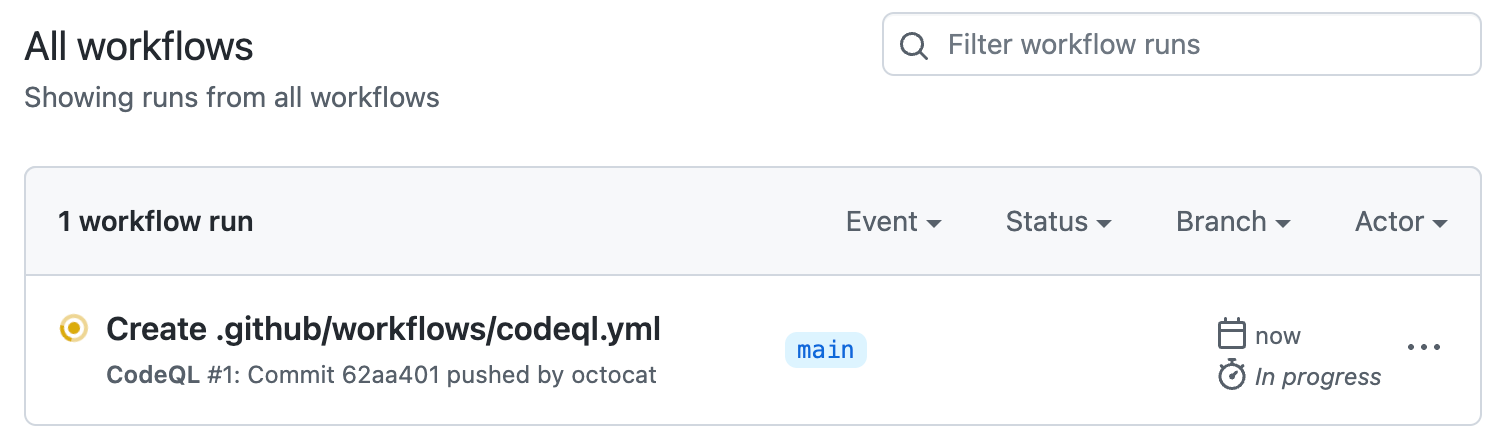 All workflows
Filter workflow runs
Showing runs from all workflows
1 workflow run
Event
Status
Branch
Actor
Create .github/workflows/codeql.yml
main
now
CodeQL #1: Commit 62aa401 pushed by octocat
In progress